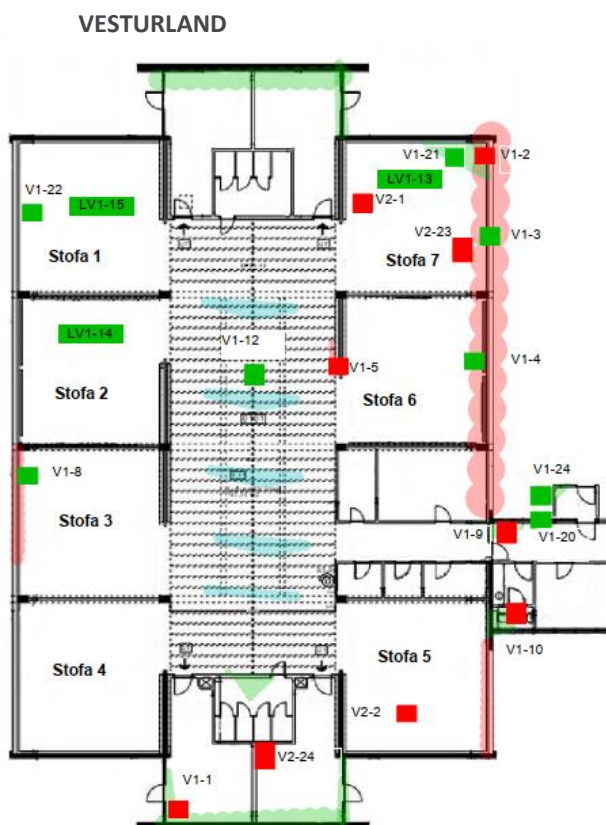 VESTURLAND
V1-21
V1-2
V1-22
LV1-15
LV1-13
V2-1
V1-3
V2-23
Stofa 1
Stofa 7
LV1-14
V1-12
V1-5
V1-4
Stofa 2
Stofa 6
V1-8
V1-24
Stofa 3
V1-9
V1-20
V1-10
Stofa 4
Stofa 5
V2-2
V2-24
V1-1